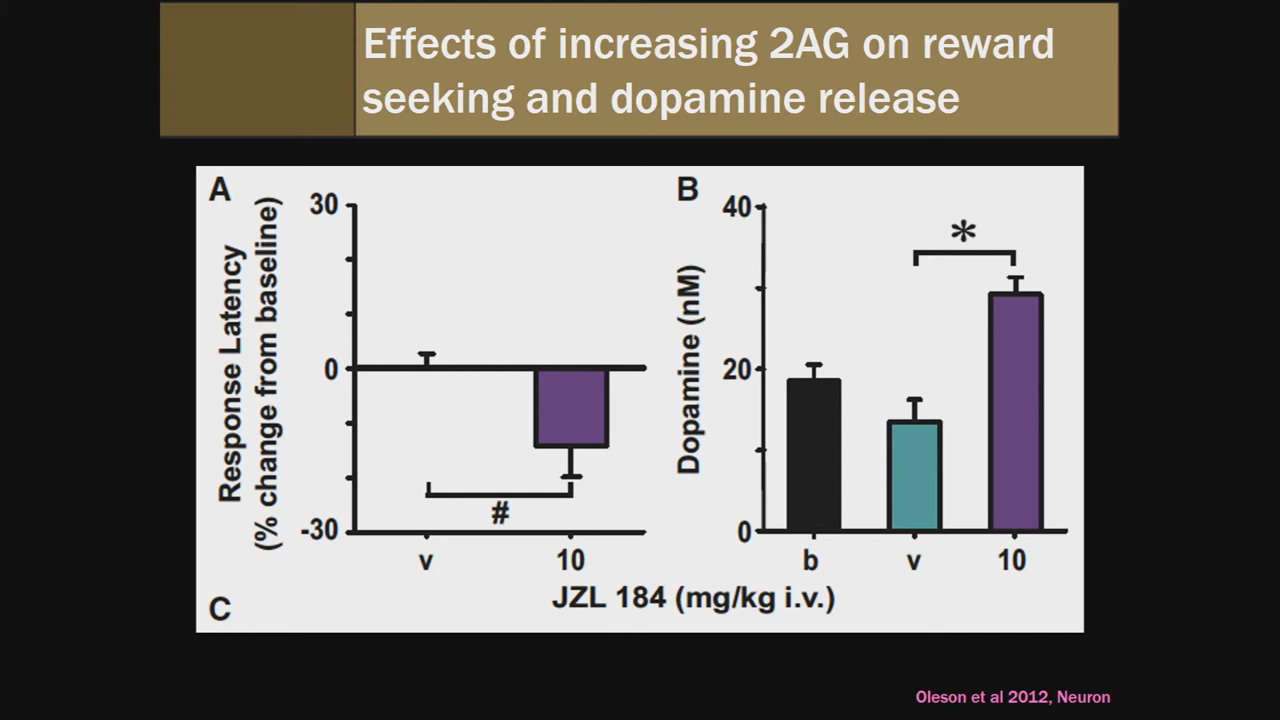 Effects of increasing 2AG on reward
seeking and dopamine release
A
Response Latency
(% change from baseline)
30
0
-30
#
v
10
B
Dopamine (nM)
40
20
0
*
b
v
10
JZL 184 (mg/kg i.v.)
C
Oleson et al 2012, Neuron